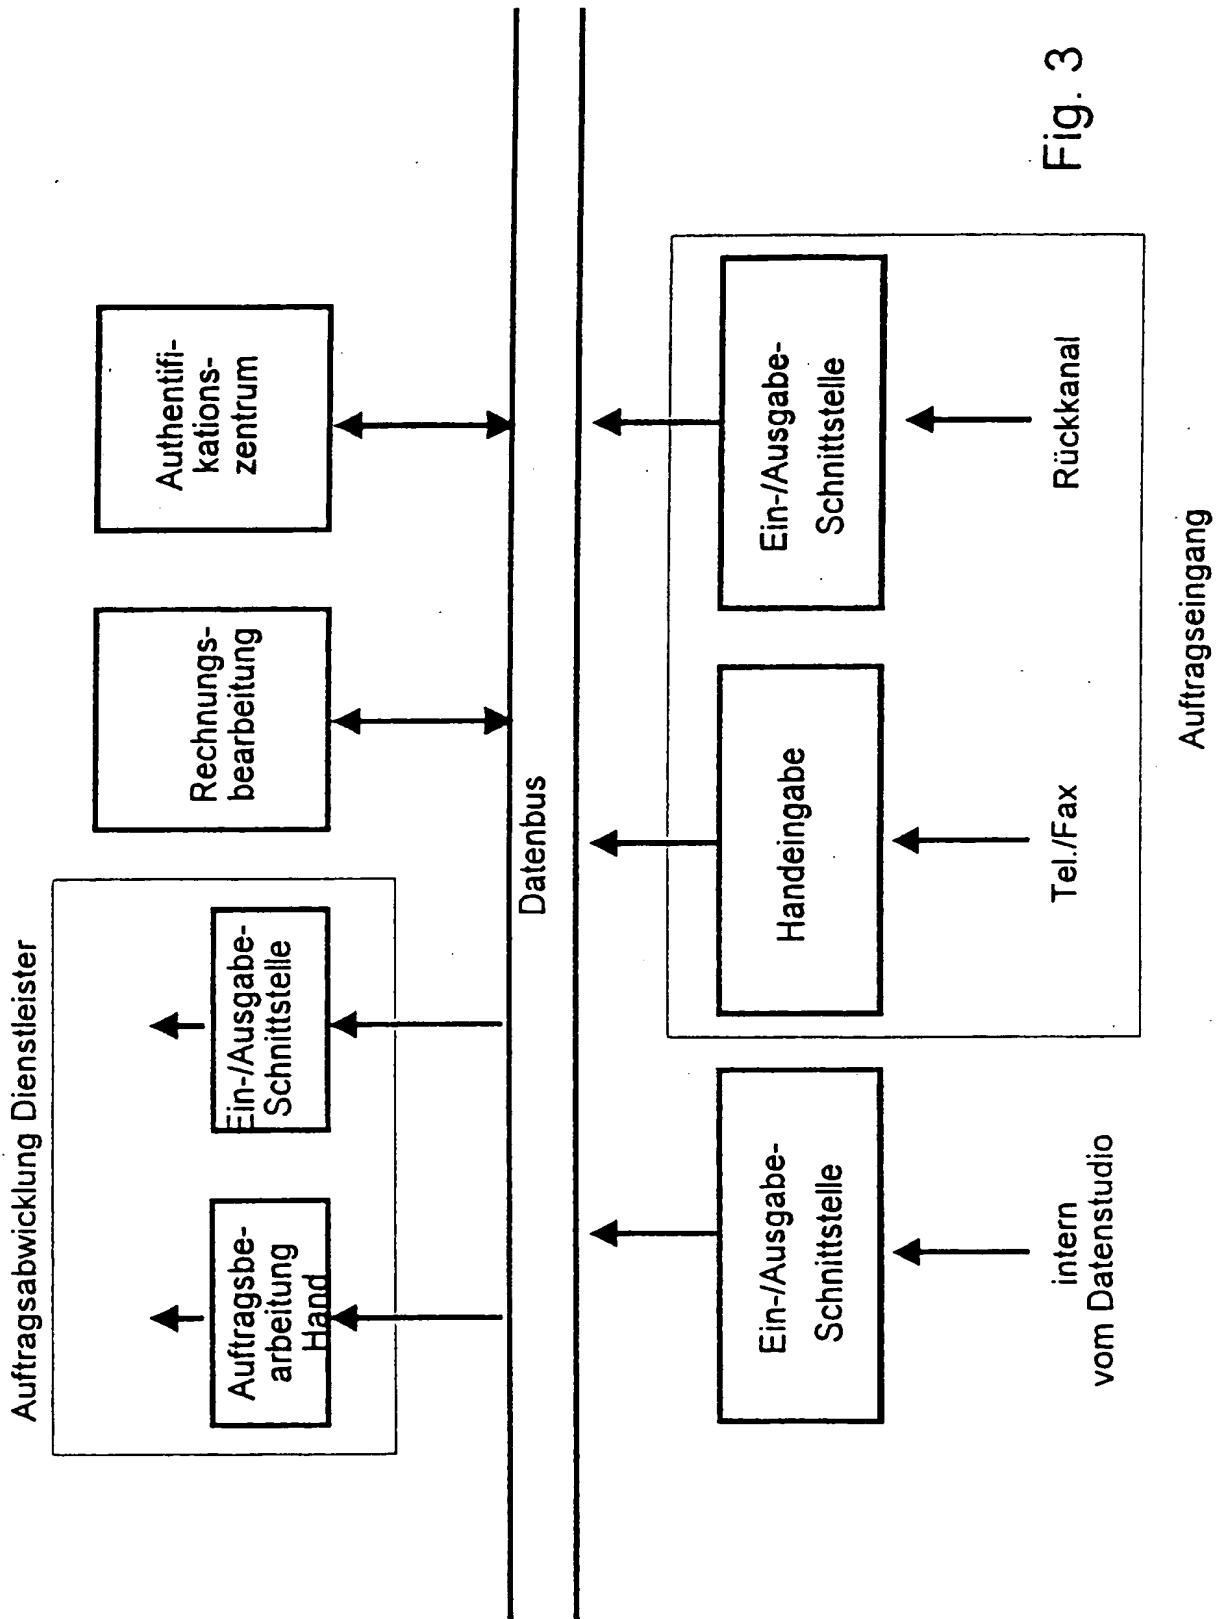 Auftragsabwicklung Dienstleister
Auftragsbe-
arbeitung
Hand
Ein-/Ausgabe-
Schnittstelle
Rechnungs-
bearbeitung
Authentifi-
kations-
zentrum
Datenbus
Ein-/Ausgabe-
Schnittstelle
Handeingabe
Ein-/Ausgabe-
Schnittstelle
intern
vom Datenstudio
Tel./Fax
Rückkanal
Auftragseingang
Fig. 3